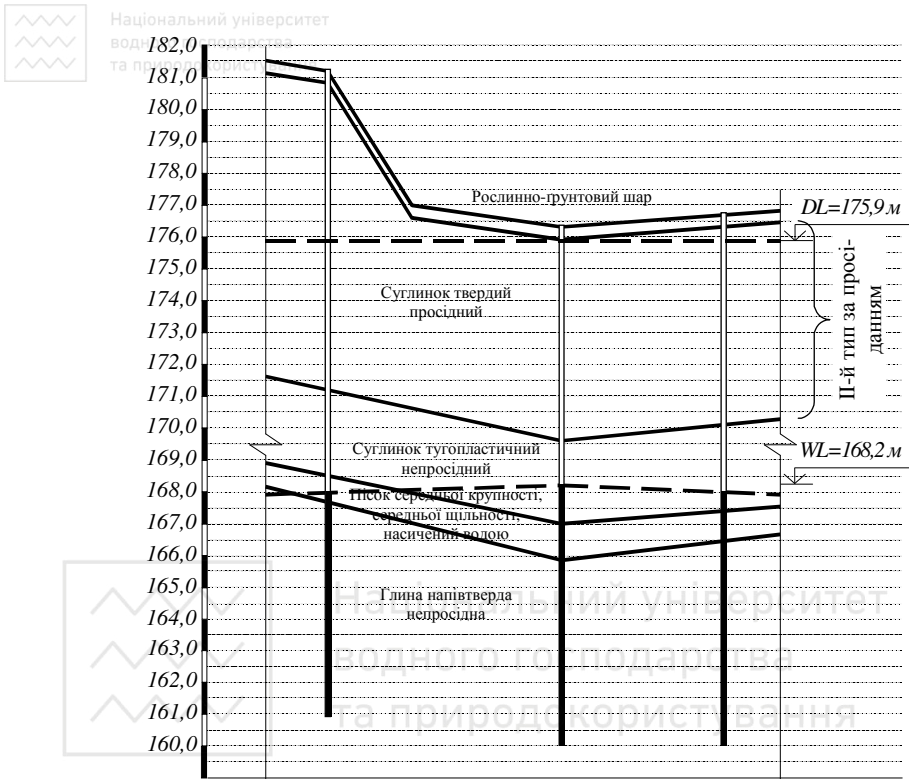 Національний університет
водного господарства
та природокористування
182,0
181,0
180,0
179,0
178,0
177,0
176,0
175,0
174,0
173,0
172,0
171,0
170,0
169,0
168,0
167,0
166,0
165,0
164,0
163,0
162,0
161,0
160,0
Рослинно-ґрунтовий шар
DL=175,9 м
Суглинок твердий
просідний
ІІ-й тип за просі-
данням
Суглинок тугопластичний
непросідний
WL=168,2 м
Пісок середньої крупності,
середньої щільності,
насичений водою
Глина напівтверда
непросідна
Національний університет
водного господарства
та природокористування